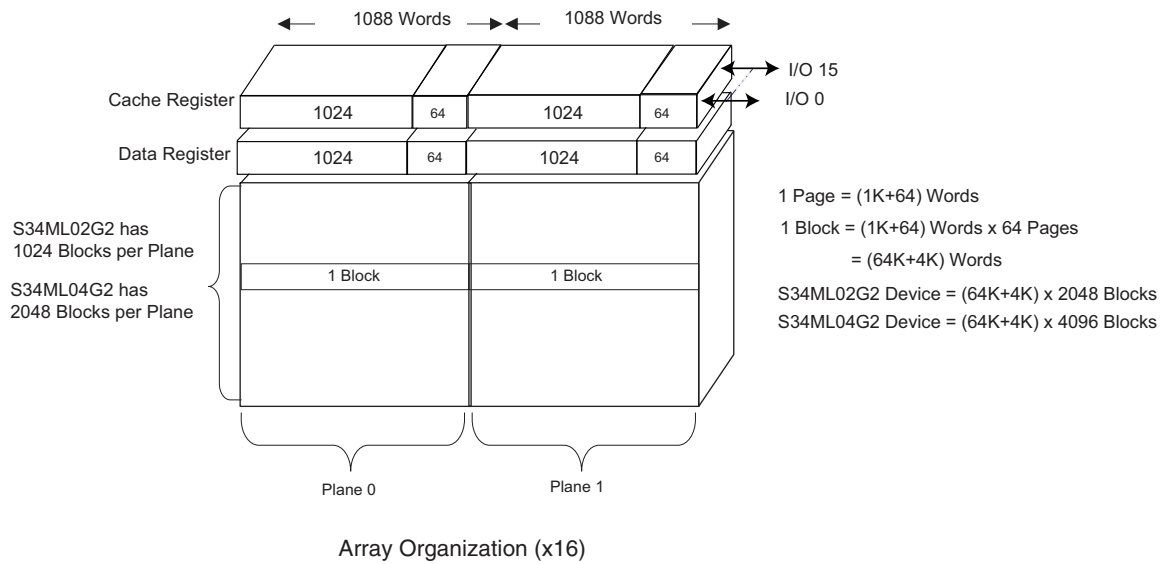 1088 Words 1088 Words
I/O 15
Cache Register 1024 64 1024 64 I/O 0
Data Register 1024 64 1024 64
S34ML02G2 has
1024 Blocks per Plane
S34ML04G2 has
2048 Blocks per Plane
1 Block 1 Block
1 Page = (1K+64) Words
1 Block = (1K+64) Words x 64 Pages
= (64K+4K) Words
S34ML02G2 Device = (64K+4K) x 2048 Blocks
S34ML04G2 Device = (64K+4K) x 4096 Blocks
Plane 0 Plane 1
Array Organization (x16)